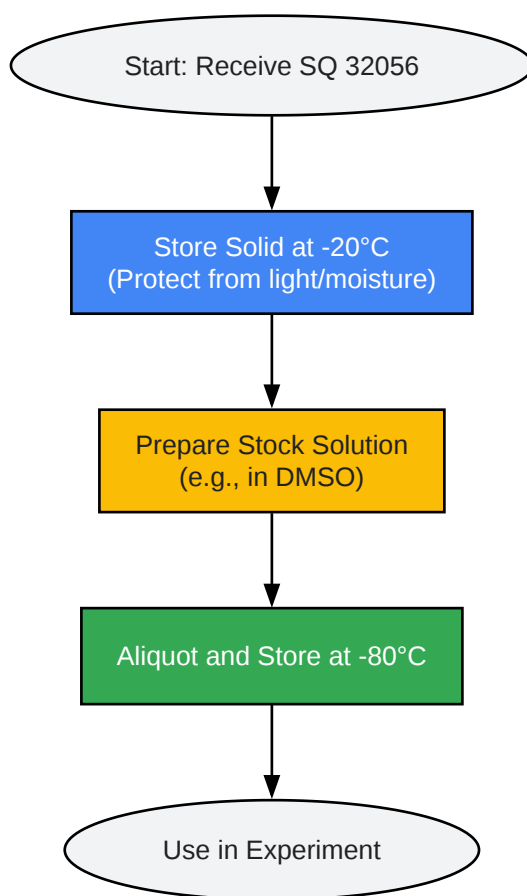 Start: Receive SQ 32056
Store Solid at -20°C
(Protect from light/moisture)
Prepare Stock Solution
(e.g., in DMSO)
Aliquot and Store at -80°C
Use in Experiment